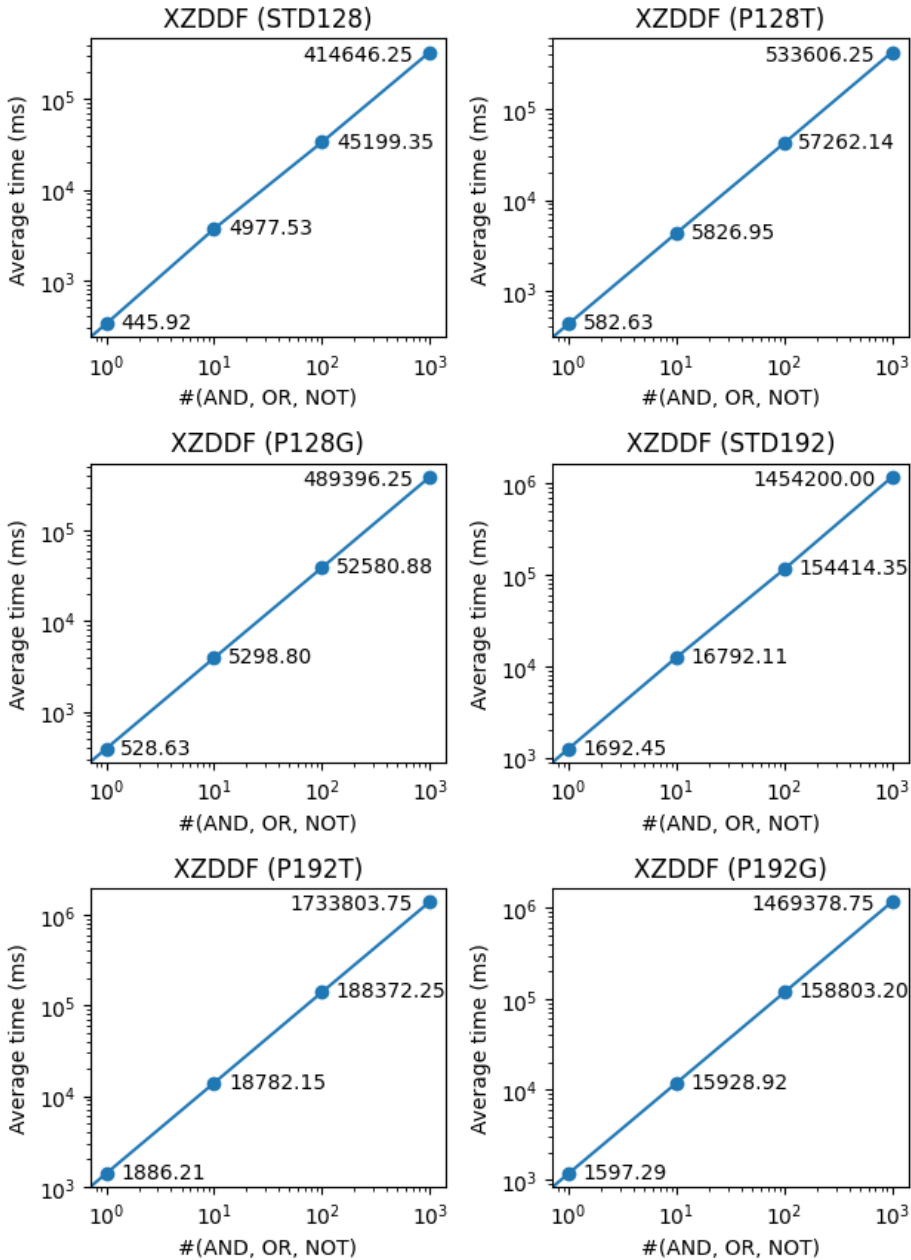 XZDDF (STD128)
414646.25
10^5
45199.35
10^4
4977.53
10^3
445.92
10^0 10^1 10^2 10^3
#(AND, OR, NOT)
Average time (ms)
XZDDF (P128T)
533606.25
10^5
57262.14
10^4
5826.95
10^3
582.63
10^0 10^1 10^2 10^3
#(AND, OR, NOT)
Average time (ms)
XZDDF (P128G)
489396.25
10^5
52580.88
10^4
5298.80
10^3
528.63
10^0 10^1 10^2 10^3
#(AND, OR, NOT)
Average time (ms)
XZDDF (STD192)
1454200.00
10^6
10^5
154414.35
10^4
16792.11
10^3
1692.45
10^0 10^1 10^2 10^3
#(AND, OR, NOT)
Average time (ms)
XZDDF (P192T)
1733803.75
10^6
10^5
188372.25
10^4
18782.15
10^3
1886.21
10^0 10^1 10^2 10^3
#(AND, OR, NOT)
Average time (ms)
XZDDF (P192G)
1469378.75
10^6
10^5
158803.20
10^4
15928.92
10^3
1597.29
10^0 10^1 10^2 10^3
#(AND, OR, NOT)
Average time (ms)